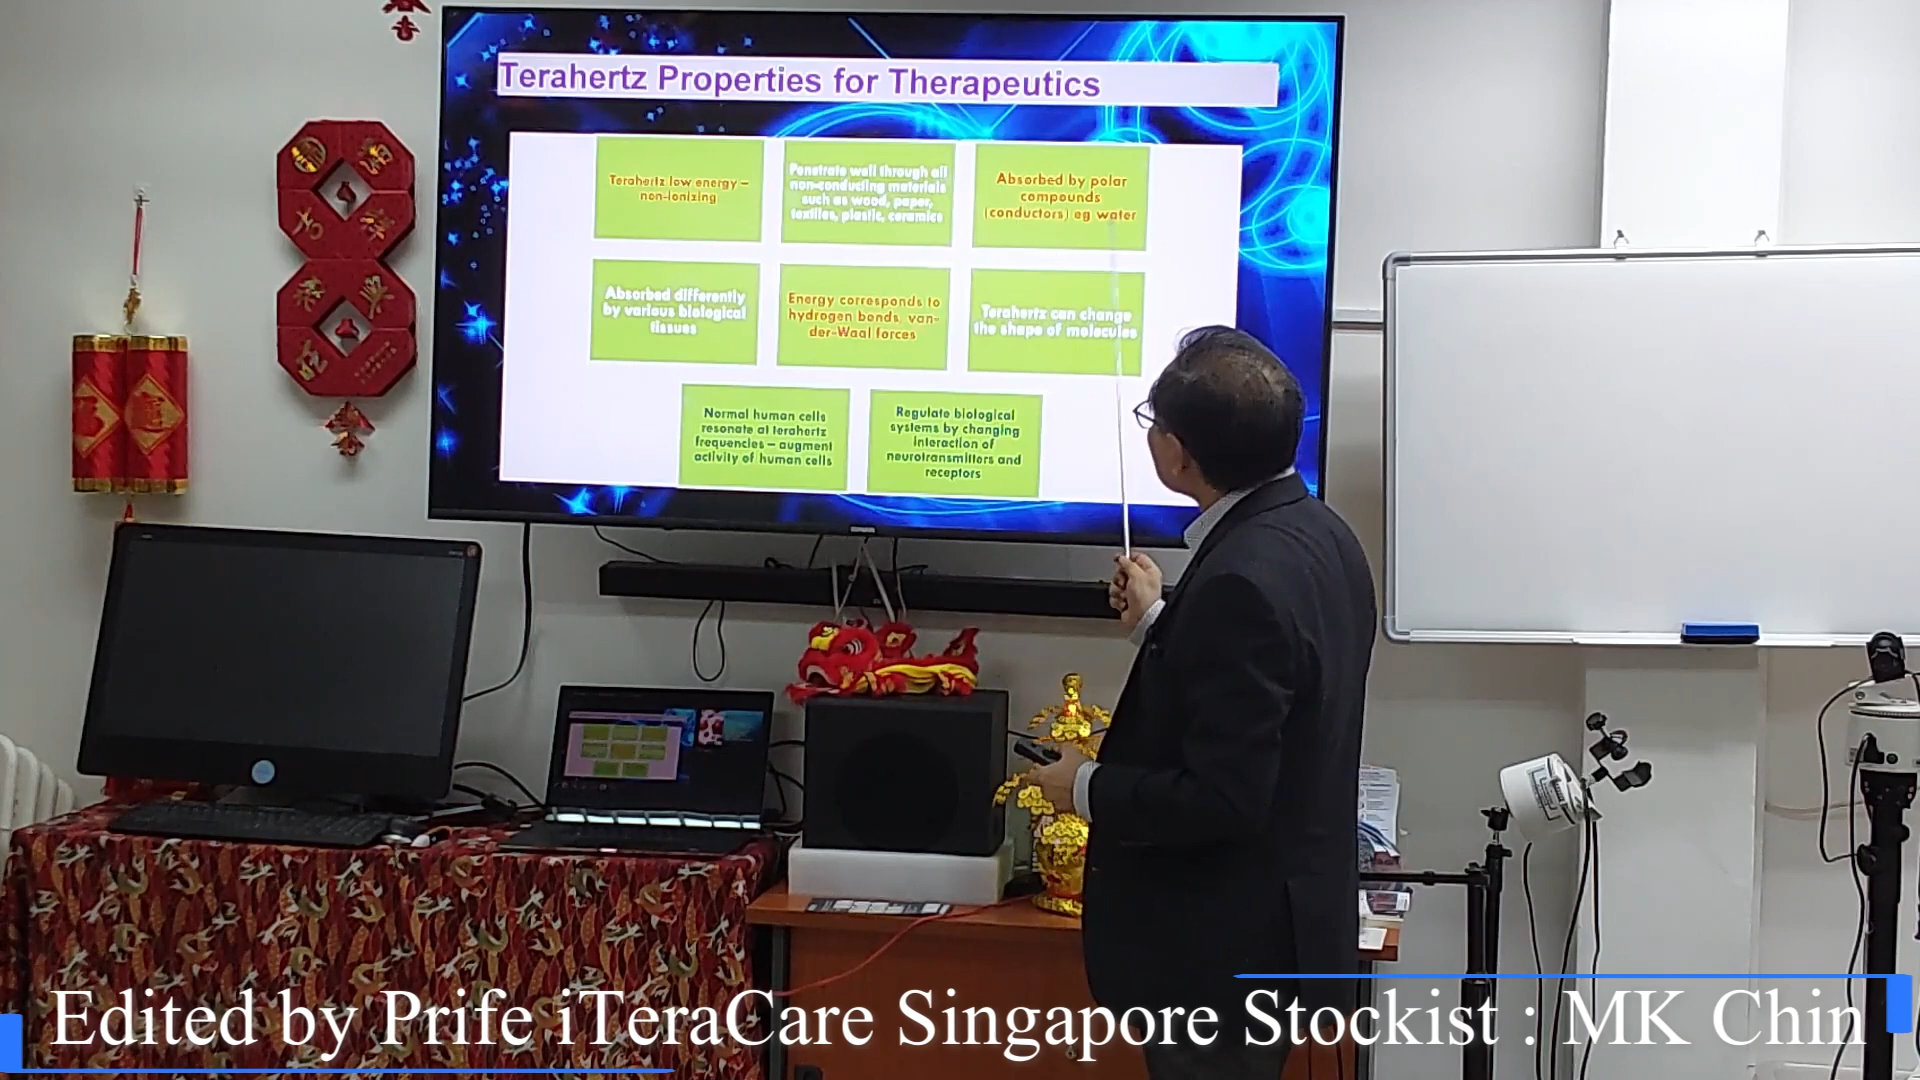 Terahertz Properties for Therapeutics
Terahertz low energy –
non-ionizing
Penetrate well through all
non-conducting materials
such as wood, paper,
textiles, plastic, ceramics
Absorbed by polar
compounds
(conductors) eg water
Absorbed differently
by various biological
tissues
Energy corresponds to
hydrogen bonds, van-
der-Waal forces
Terahertz can change
the shape of molecules
Normal human cells
resonate at terahertz
frequencies – augment
activity of human cells
Regulate biological
systems by changing
interaction of
neurotransmitters and
receptors
Edited by Prife iTeraCare Singapore Stockist : MK Chin